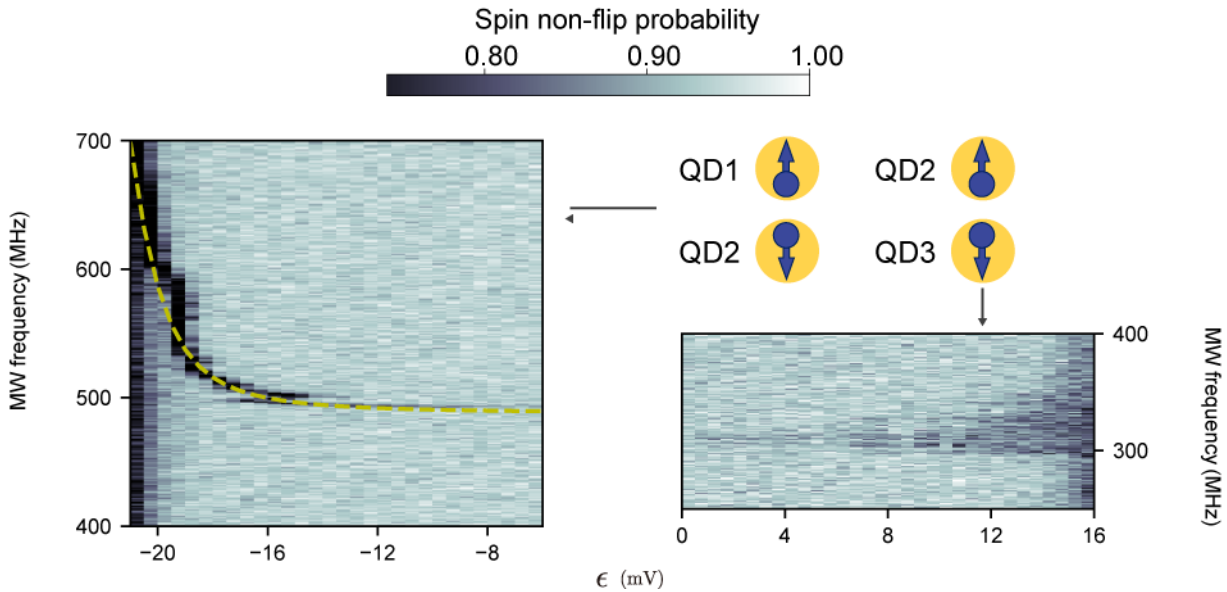 Spin non-flip probability
0.80 0.90 1.00
MW frequency (MHz)
700
600
500
400
−20 −16 −12 −8
QD1 QD2
QD2 QD3
400
300
MW frequency (MHz)
0 4 8 12 16
ϵ (mV)